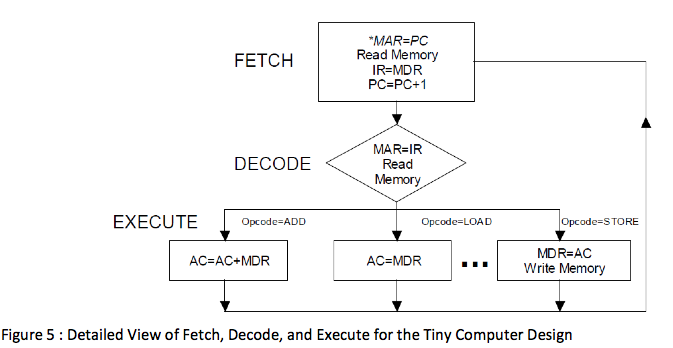 FETCH
*MAR=PC
Read Memory
IR=MDR
PC=PC+1
DECODE
MAR=IR
Read
Memory
EXECUTE
Opcode=ADD
Opcode=LOAD
Opcode=STORE
AC=AC+MDR
AC=MDR
...
MDR=AC
Write Memory
Figure 5 : Detailed View of Fetch, Decode, and Execute for the Tiny Computer Design